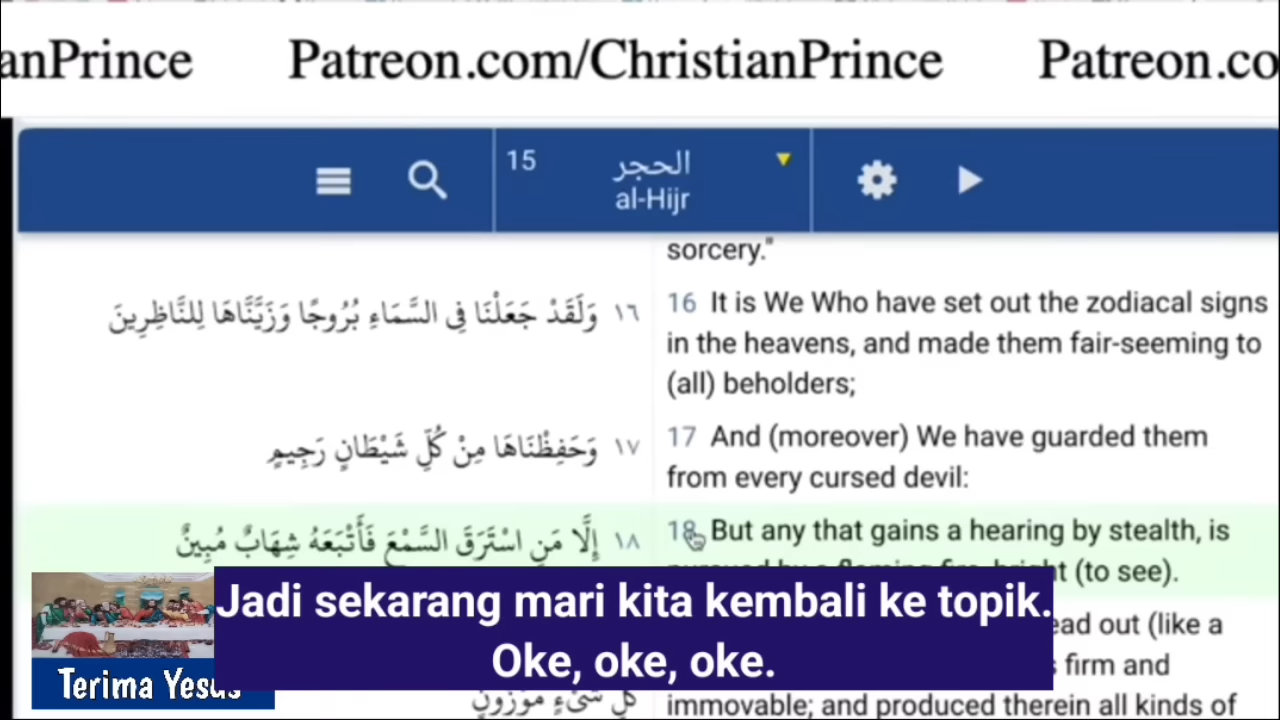 anPrince Patreon.com/ChristianPrince Patreon.co
15 الحجر
al-Hijr
sorcery."
١٦ وَلَقَدْ جَعَلْنَا فِى السَّمَاءِ بُرُوجًا وَزَيَّنَّاهَا لِلنَّاظِرِينَ
16 It is We Who have set out the zodiacal signs
in the heavens, and made them fair-seeming to
(all) beholders;
١٧ وَحَفِظْنَاهَا مِنْ كُلِّ شَيْطَانٍ رَجِيمٍ
17 And (moreover) We have guarded them
from every cursed devil:
١٨ إِلَّا مَنِ اسْتَرَقَ السَّمْعَ فَأَتْبَعَهُ شِهَابٌ مُبِينٌ
18 But any that gains a hearing by stealth, is
(to see).
ead out (like a
firm and
كُلِّ شَىْءٍ مَوْزُونٍ
immovable; and produced therein all kinds of
Jadi sekarang mari kita kembali ke topik.
Oke, oke, oke.
Terima Yesus